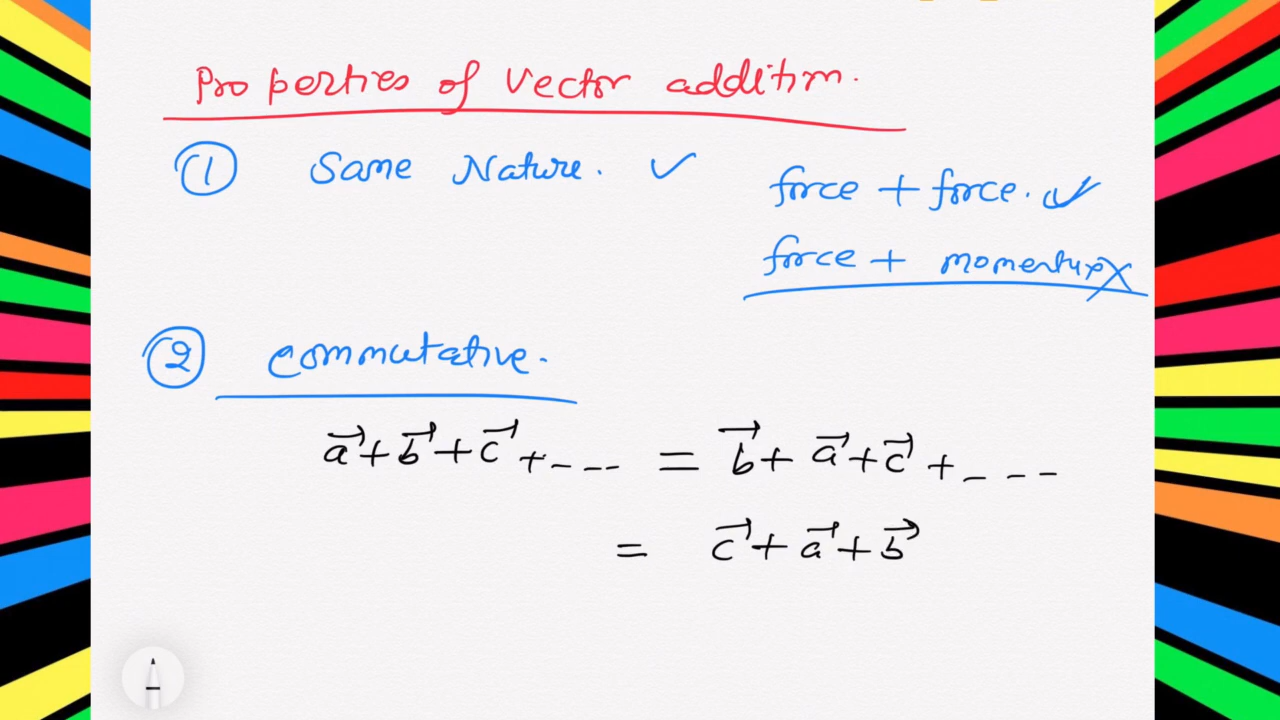 Properties of vector addition.
① Same Nature. ✓
force + force. ✓
force + momentum ✗
② Commutative.
a⃗ + b⃗ + c⃗ + ---- = b⃗ + a⃗ + c⃗ + ----
= c⃗ + a⃗ + b⃗